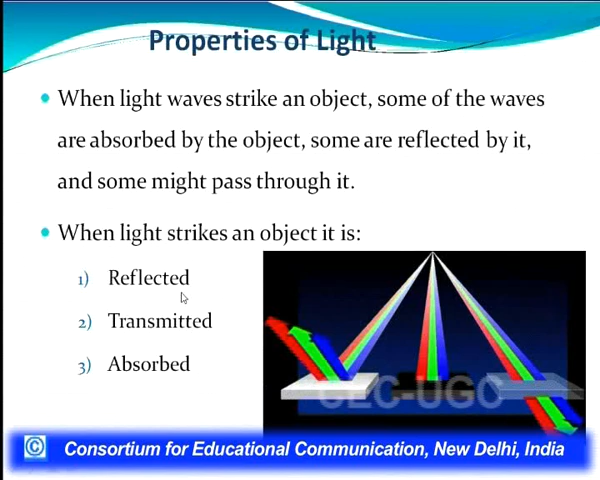 Properties of Light
• When light waves strike an object, some of the waves
are absorbed by the object, some are reflected by it,
and some might pass through it.
• When light strikes an object it is:
1) Reflected
2) Transmitted
3) Absorbed
CEC-UGC
© Consortium for Educational Communication, New Delhi, India